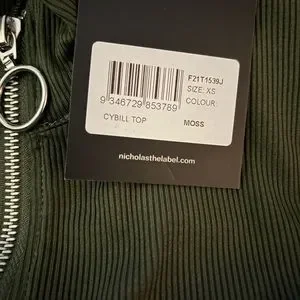 F21T1539J
SIZE: XS
COLOUR:
9 346729 853789
CYBILL TOP MOSS
nicholasthelabel.com